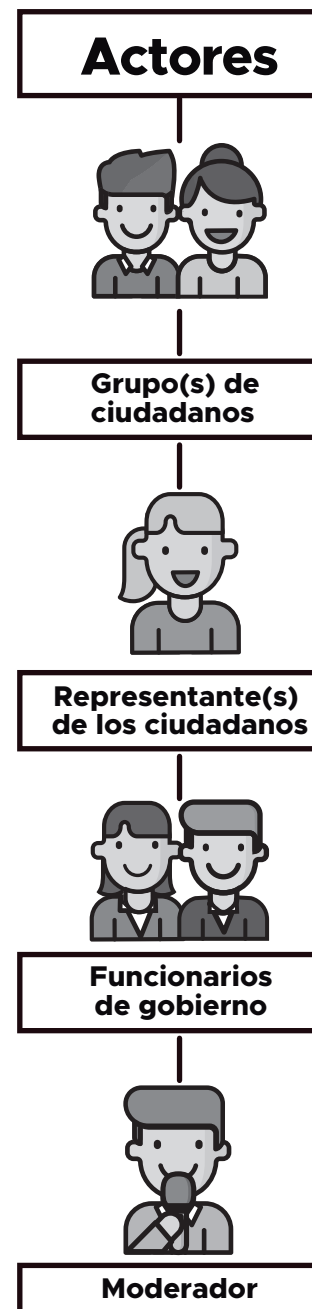 Actores
Grupo(s) de
ciudadanos
Representante(s)
de los ciudadanos
Funcionarios
de gobierno
Moderador